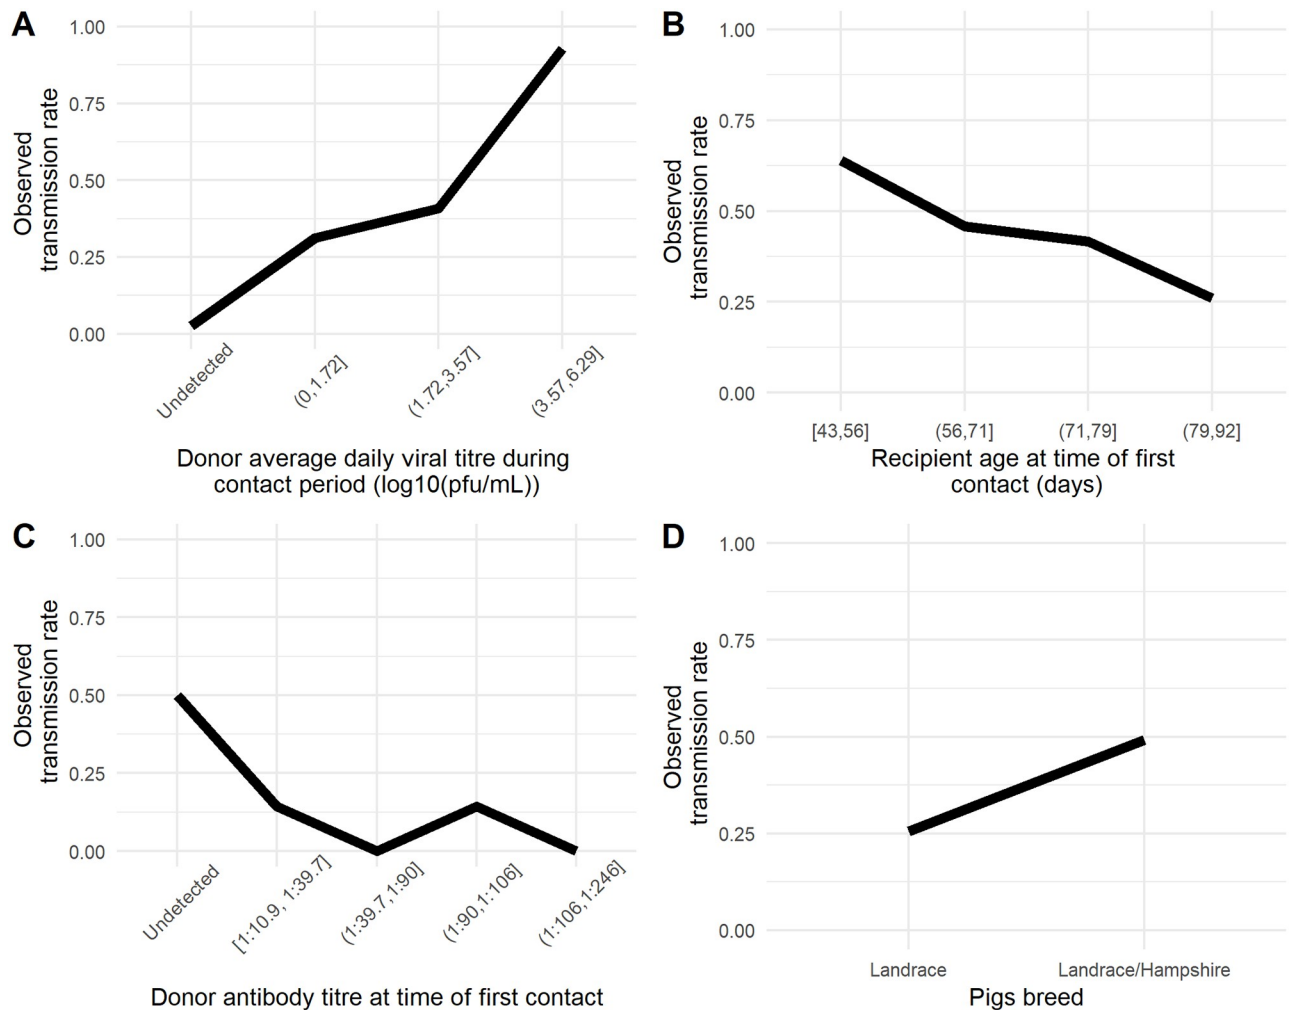 A
1.00
0.75
0.50
0.25
0.00
Observed
transmission rate
Undetected
(0,1.72]
(1.72,3.57]
(3.57,6.29]
Donor average daily viral titre during
contact period (log10(pfu/mL))
B
1.00
0.75
0.50
0.25
0.00
Observed
transmission rate
[43,56]
(56,71]
(71,79]
(79,92]
Recipient age at time of first
contact (days)
C
1.00
0.75
0.50
0.25
0.00
Observed
transmission rate
Undetected
[1:10.9, 1:39.7]
(1:39.7,1:90]
(1:90,1:106]
(1:106,1:246]
Donor antibody titre at time of first contact
D
1.00
0.75
0.50
0.25
0.00
Observed
transmission rate
Landrace
Landrace/Hampshire
Pigs breed